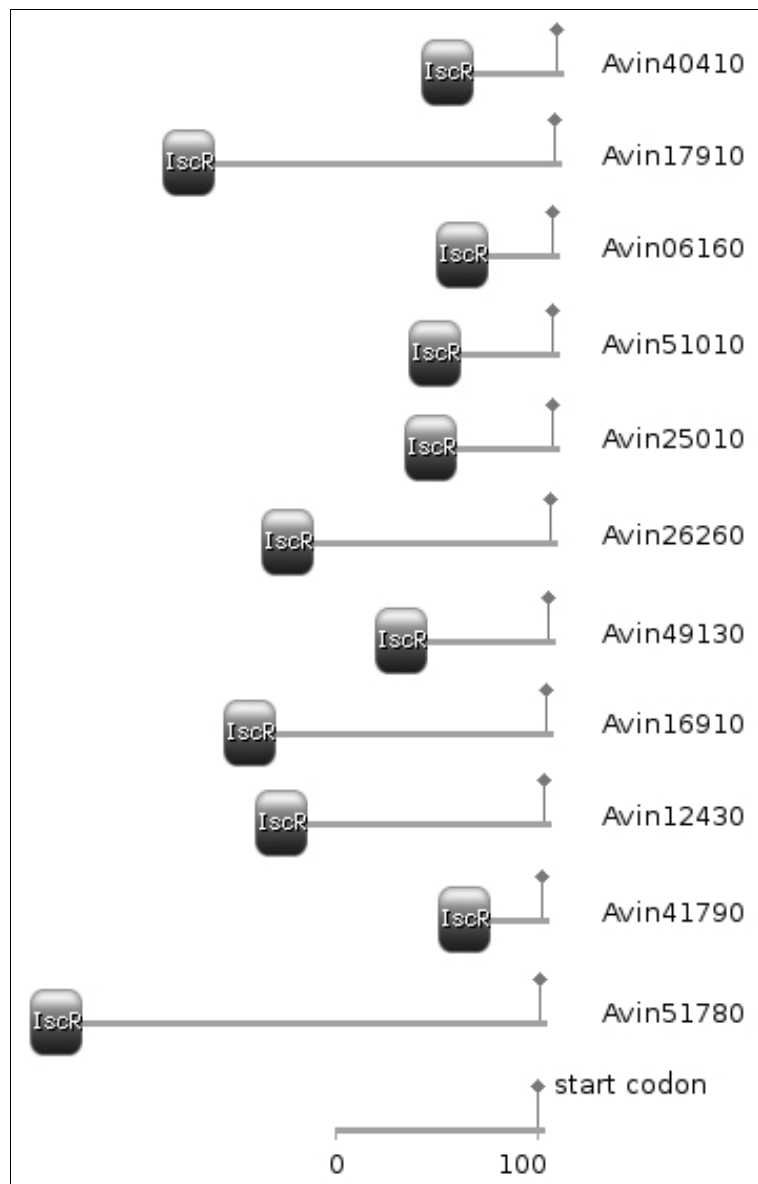 IscR Avin40410
IscR Avin17910
IscR Avin06160
IscR Avin51010
IscR Avin25010
IscR Avin26260
IscR Avin49130
IscR Avin16910
IscR Avin12430
IscR Avin41790
IscR Avin51780
start codon
0 100